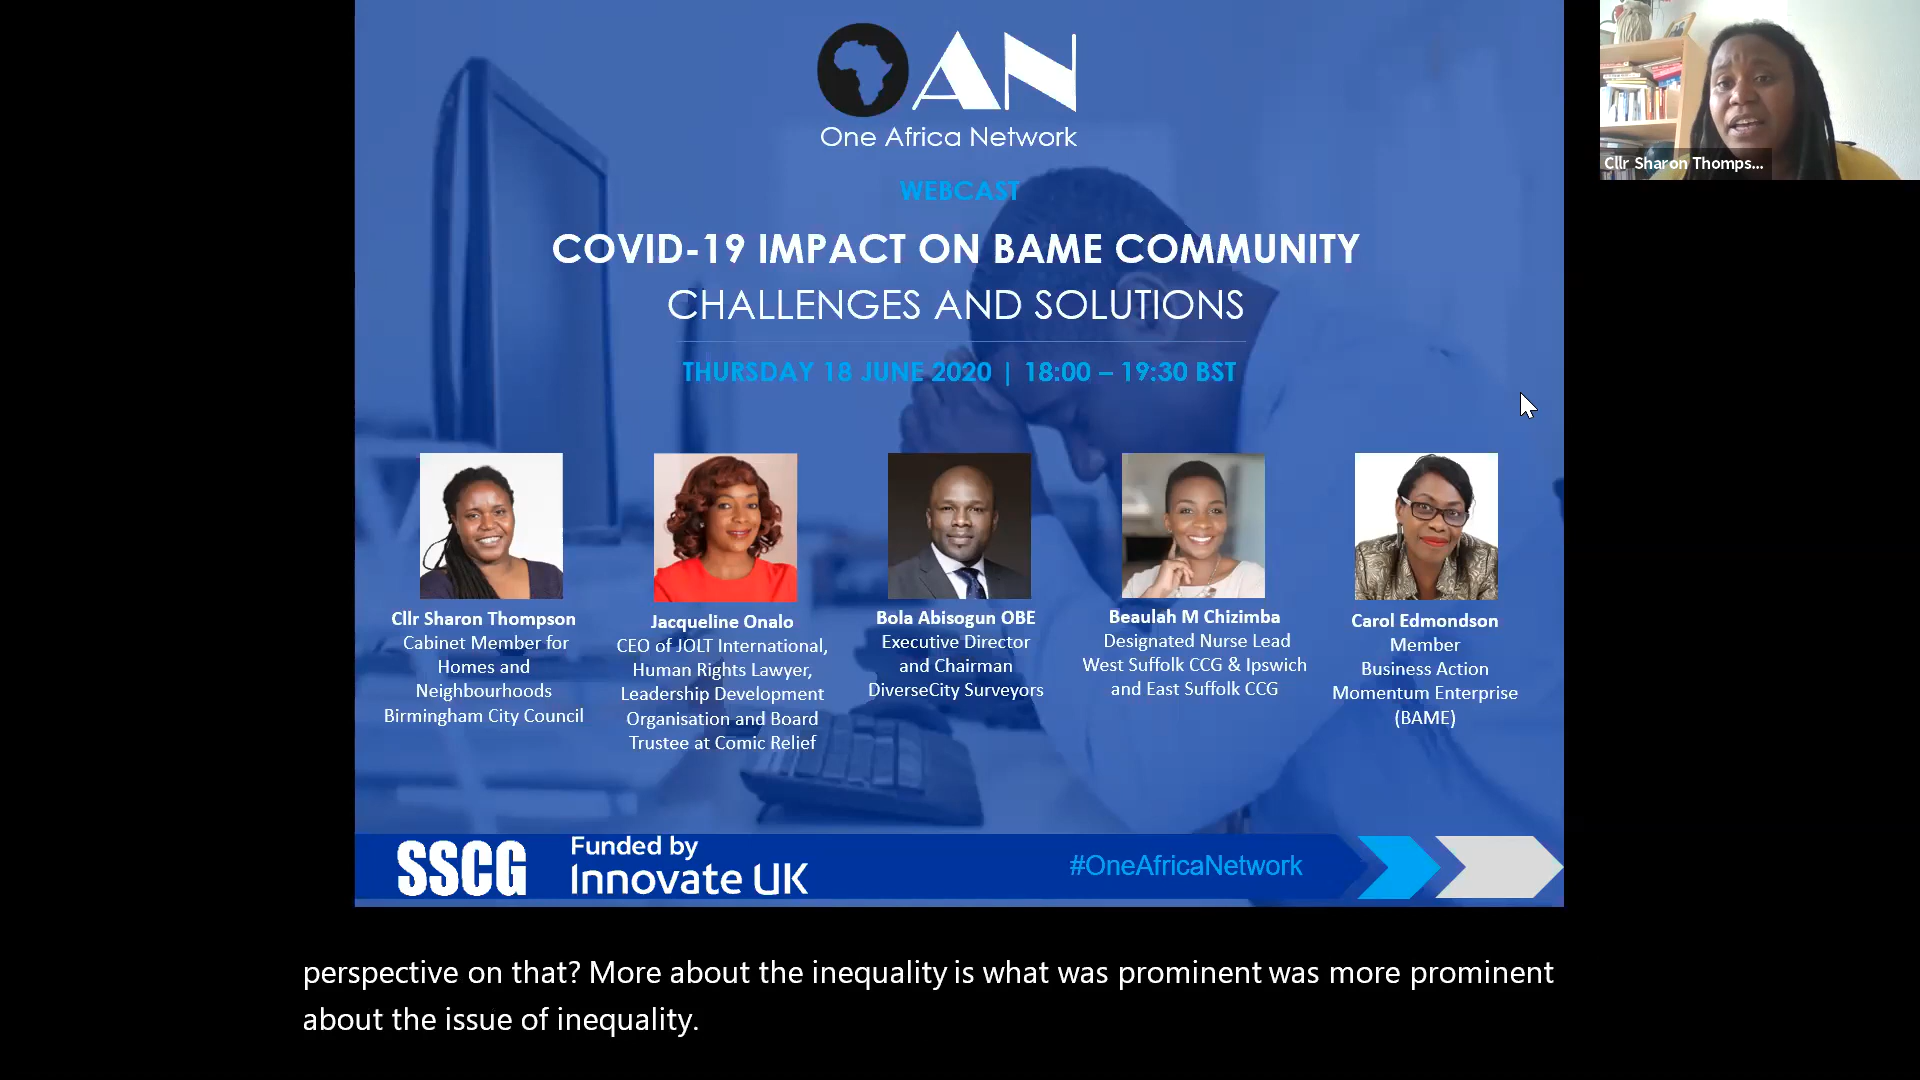 OAN
One Africa Network
WEBCAST
COVID-19 IMPACT ON BAME COMMUNITY
CHALLENGES AND SOLUTIONS
THURSDAY 18 JUNE 2020 | 18:00 – 19:30 BST
Cllr Sharon Thomps...
Cllr Sharon Thompson
Cabinet Member for
Homes and
Neighbourhoods
Birmingham City Council
Jacqueline Onalo
CEO of JOLT International,
Human Rights Lawyer,
Leadership Development
Organisation and Board
Trustee at Comic Relief
Bola Abisogun OBE
Executive Director
and Chairman
DiverseCity Surveyors
Beaulah M Chizimba
Designated Nurse Lead
West Suffolk CCG & Ipswich
and East Suffolk CCG
Carol Edmondson
Member
Business Action
Momentum Enterprise
(BAME)
SSCG
Funded by
Innovate UK
#OneAfricaNetwork
perspective on that? More about the inequality is what was prominent was more prominent
about the issue of inequality.